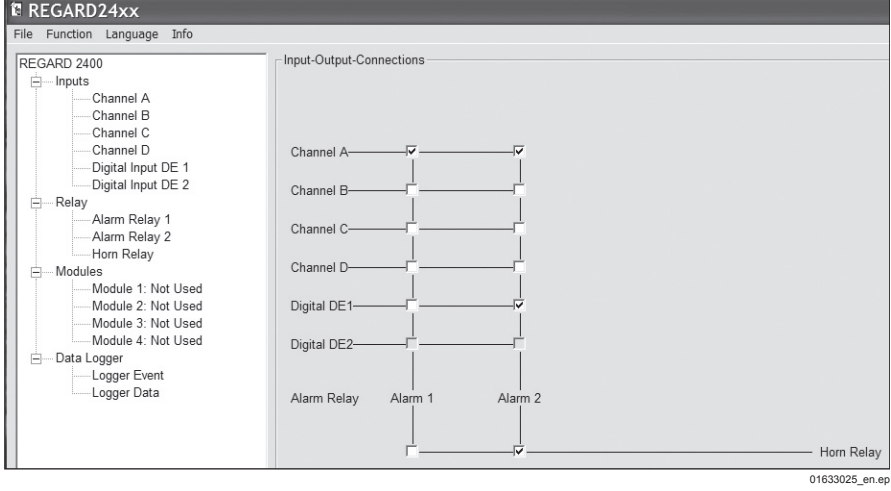 REGARD24xx
File Function Language Info
REGARD 2400
Inputs
Channel A
Channel B
Channel C
Channel D
Digital Input DE 1
Digital Input DE 2
Relay
Alarm Relay 1
Alarm Relay 2
Horn Relay
Modules
Module 1: Not Used
Module 2: Not Used
Module 3: Not Used
Module 4: Not Used
Data Logger
Logger Event
Logger Data
Input-Output-Connections
Channel A
Channel B
Channel C
Channel D
Digital DE1
Digital DE2
Alarm Relay Alarm 1 Alarm 2
Horn Relay
01633025_en.ep